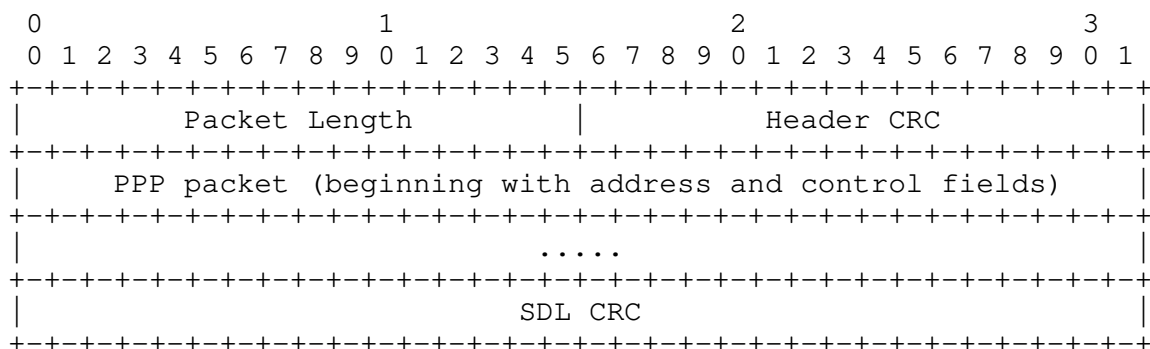 0                   1                   2                   3
 0 1 2 3 4 5 6 7 8 9 0 1 2 3 4 5 6 7 8 9 0 1 2 3 4 5 6 7 8 9 0 1
+-+-+-+-+-+-+-+-+-+-+-+-+-+-+-+-+-+-+-+-+-+-+-+-+-+-+-+-+-+-+-+-+
|         Packet Length         |          Header CRC           |
+-+-+-+-+-+-+-+-+-+-+-+-+-+-+-+-+-+-+-+-+-+-+-+-+-+-+-+-+-+-+-+-+
|     PPP packet (beginning with address and control fields)    |
+-+-+-+-+-+-+-+-+-+-+-+-+-+-+-+-+-+-+-+-+-+-+-+-+-+-+-+-+-+-+-+-+
|                             .....                             |
+-+-+-+-+-+-+-+-+-+-+-+-+-+-+-+-+-+-+-+-+-+-+-+-+-+-+-+-+-+-+-+-+
|                            SDL CRC                            |
+-+-+-+-+-+-+-+-+-+-+-+-+-+-+-+-+-+-+-+-+-+-+-+-+-+-+-+-+-+-+-+-+